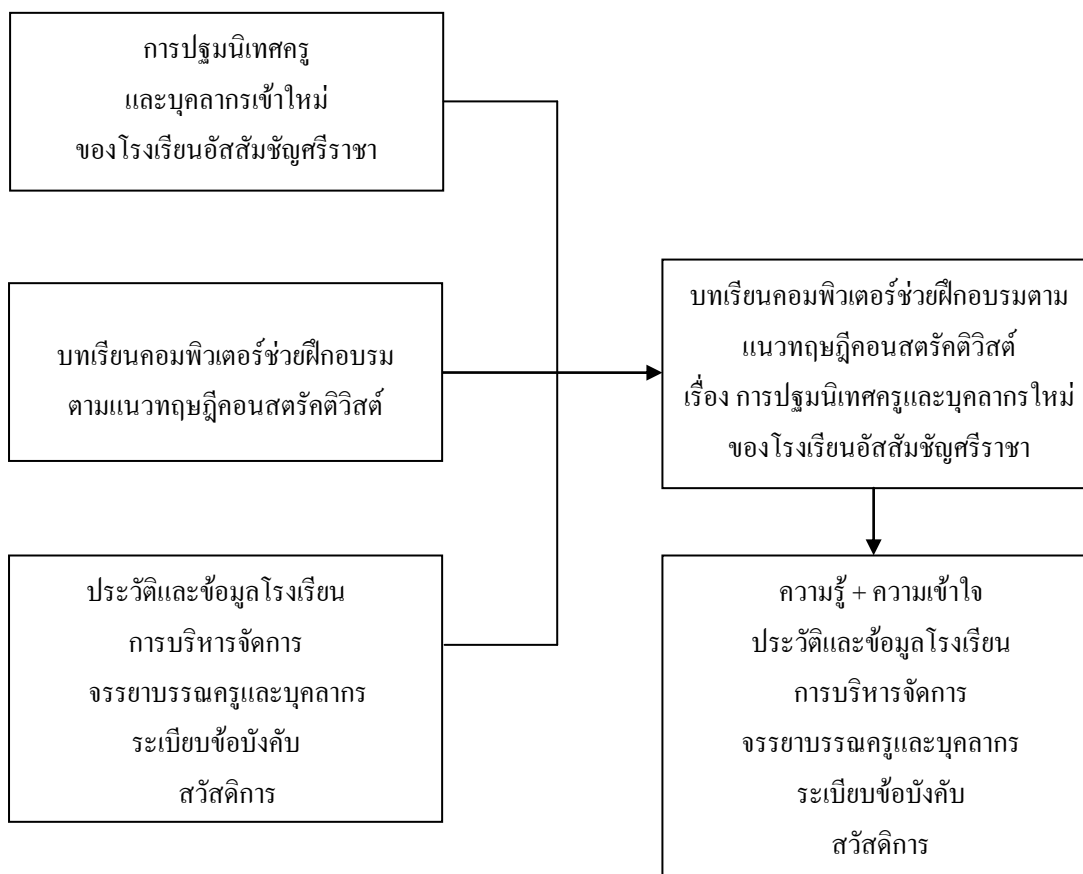 การปฐมนิเทศครู
และบุคลากรเข้าใหม่
ของโรงเรียนอัสสัมชัญศรีราชา
บทเรียนคอมพิวเตอร์ช่วยฝึกอบรม
ตามแนวทฤษฎีคอนสตรัคติวิสต์
ประวัติและข้อมูลโรงเรียน
การบริหารจัดการ
จรรยาบรรณครูและบุคลากร
ระเบียบข้อบังคับ
สวัสดิการ
บทเรียนคอมพิวเตอร์ช่วยฝึกอบรมตาม
แนวทฤษฎีคอนสตรัคติวิสต์
เรื่อง การปฐมนิเทศครูและบุคลากรใหม่
ของโรงเรียนอัสสัมชัญศรีราชา
ความรู้ + ความเข้าใจ
ประวัติและข้อมูลโรงเรียน
การบริหารจัดการ
จรรยาบรรณครูและบุคลากร
ระเบียบข้อบังคับ
สวัสดิการ